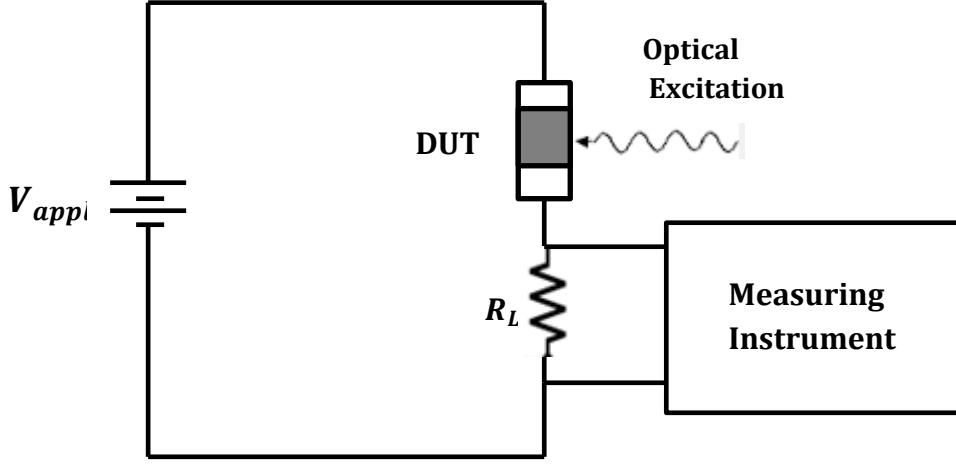 Optical
Excitation
DUT
V_appl
R_L
Measuring
Instrument